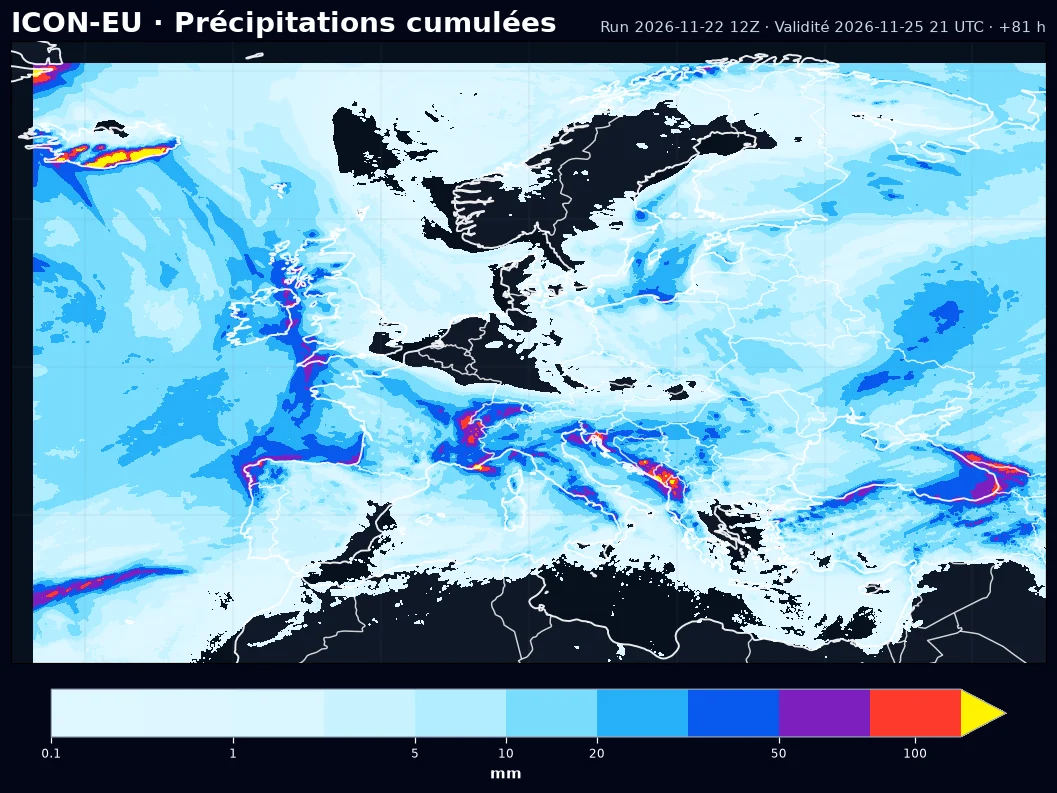 ICON-EU · Précipitations cumulées
Run 2026-11-22 12Z · Validité 2026-11-25 21 UTC · +81 h
0.1 1 5 10 20 50 100
mm